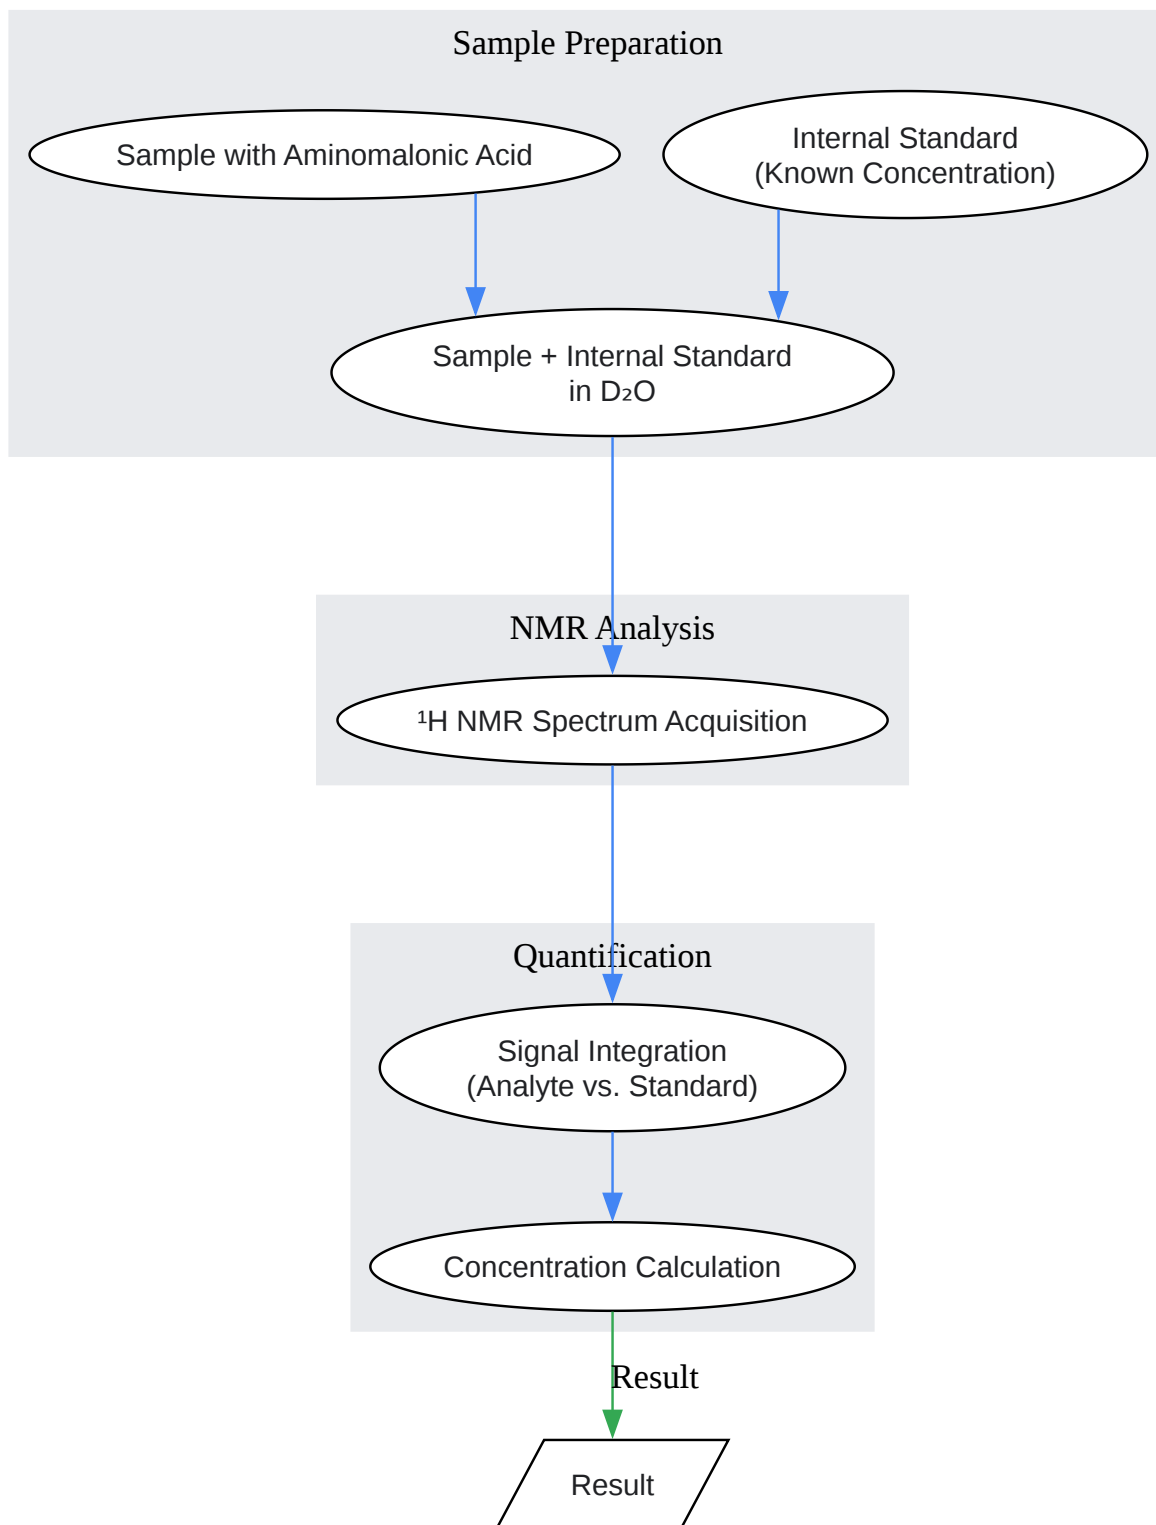 Sample Preparation
Sample with Aminomalonic Acid
Internal Standard
(Known Concentration)
Sample + Internal Standard
in D₂O
NMR Analysis
¹H NMR Spectrum Acquisition
Quantification
Signal Integration
(Analyte vs. Standard)
Concentration Calculation
Result
Result